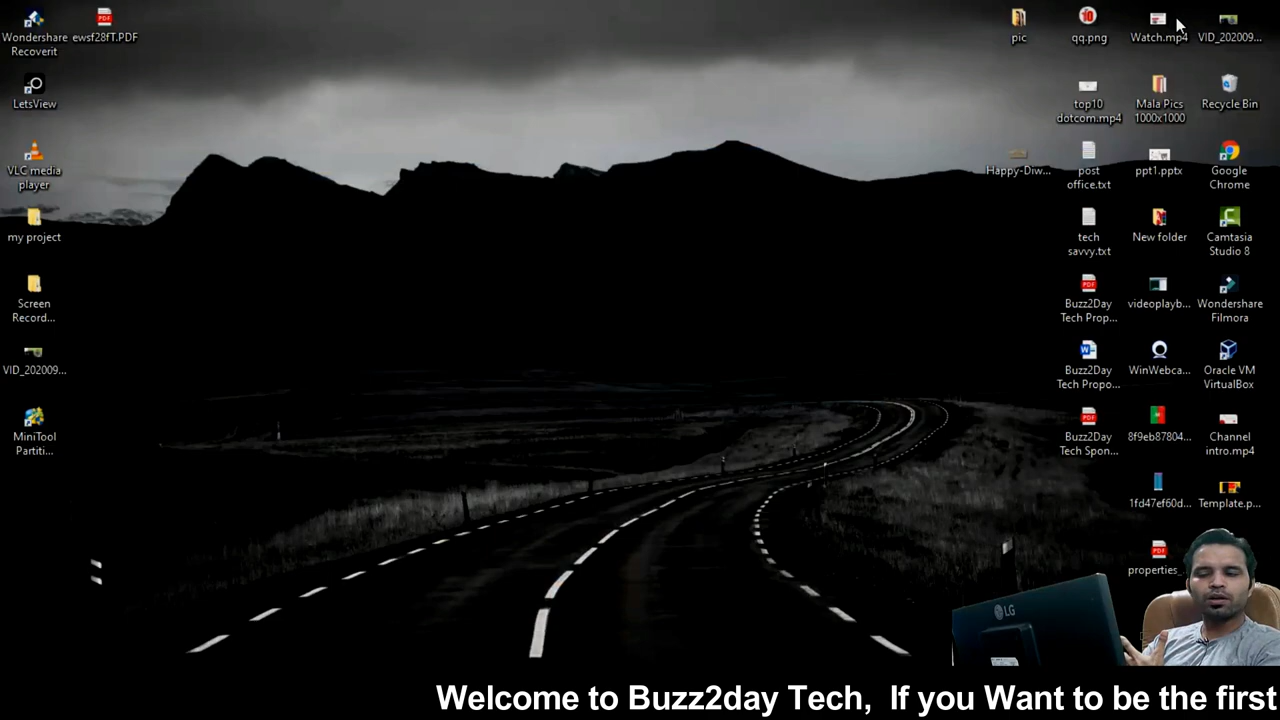 Wondershare
Recoverit
ewsf28fT.PDF
pic
qq.png
Watch.mp4
VID_202009...
LetsView
top10
dotcom.mp4
Mala Pics
1000x1000
Recycle Bin
VLC media
player
Happy-Diw...
post
office.txt
ppt1.pptx
Google
Chrome
my project
tech
savvy.txt
New folder
Camtasia
Studio 8
Screen
Record...
Buzz2Day
Tech Prop...
videoplayb...
Wondershare
Filmora
VID_202009...
Buzz2Day
Tech Propo...
WinWebca...
Oracle VM
VirtualBox
MiniTool
Partiti...
Buzz2Day
Tech Spon...
8f9eb87804...
Channel
intro.mp4
1fd47ef60d...
Template.p...
properties_
LG
Welcome to Buzz2day Tech, If you Want to be the first